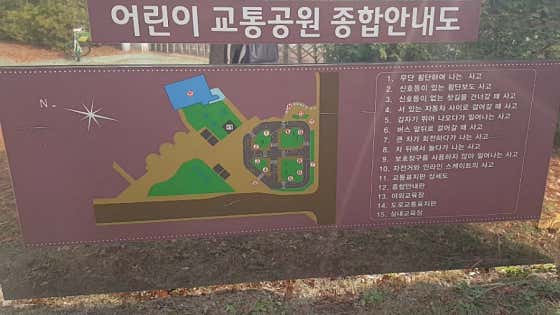 어린이 교통공원 종합안내도
N
1. 무단 횡단하여 나는 사고
2. 신호등이 있는 횡단보도 사고
3. 신호등이 없는 찻길을 건너갈 때 사고
4. 서 있는 자동차 사이로 걸어갈 때 사고
5. 갑자기 뛰어 나오다가 일어나는 사고
6. 버스 앞뒤로 걸어갈 때 사고
7. 큰 차가 회전하다가 나는 사고
8. 차 뒤에서 놀다가 나는 사고
9. 보호장구를 사용하지 않아 일어나는 사고
10. 자전거와 인라인 스케이트의 사고
11. 교통표지판 상세도
12. 종합안내판
13. 야외교육장
14. 도로교통표지판
15. 실내교육장